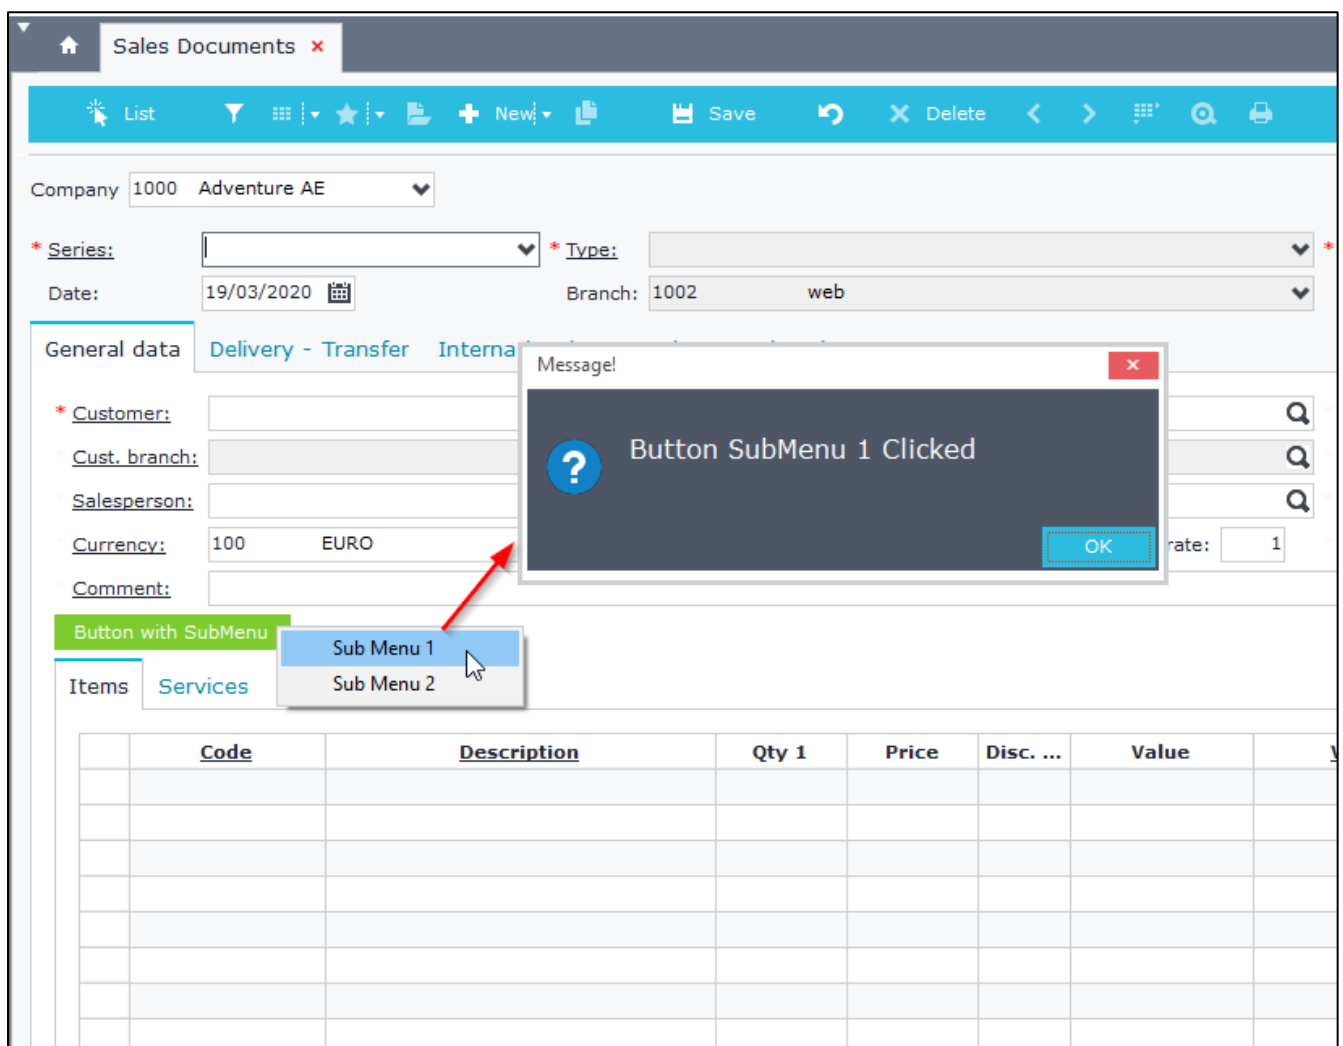 Sales Documents
List New Save Delete
Company 1000 Adventure AE
* Series: * Type: *
Date: 19/03/2020 Branch: 1002 web
General data Delivery - Transfer
Message!
* Customer:
Button SubMenu 1 Clicked
Cust. branch:
Salesperson:
Currency: 100 EURO OK rate: 1
Comment:
Button with SubMenu
Sub Menu 1
Sub Menu 2
Items Services
Code Description Qty 1 Price Disc. ... Value